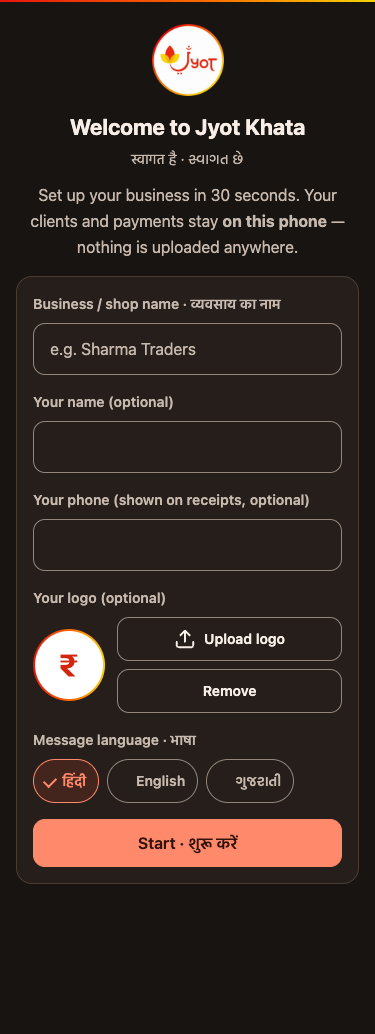 Jyot
Welcome to Jyot Khata
स्वागत है · સ્વાગત છે
Set up your business in 30 seconds. Your
clients and payments stay on this phone —
nothing is uploaded anywhere.
Business / shop name · व्यवसाय का नाम
e.g. Sharma Traders
Your name (optional)
Your phone (shown on receipts, optional)
Your logo (optional)
₹
Upload logo
Remove
Message language · भाषा
हिंदी
English
ગુજરાતી
Start · शुरू करें